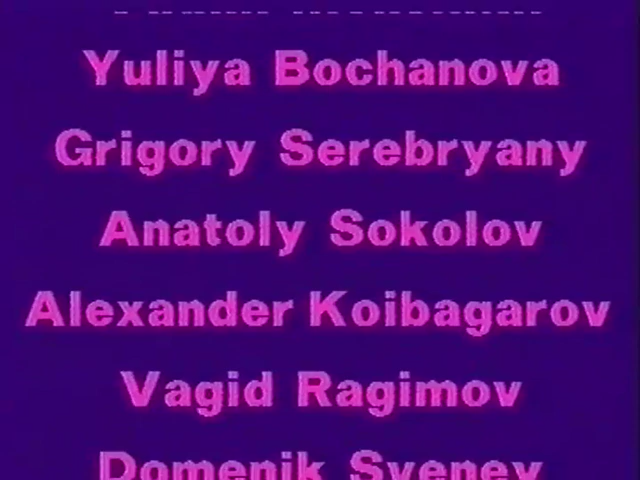 Yuliya Bochanova
Grigory Serebryany
Anatoly Sokolov
Alexander Koibagarov
Vagid Ragimov
Domenik Svenev